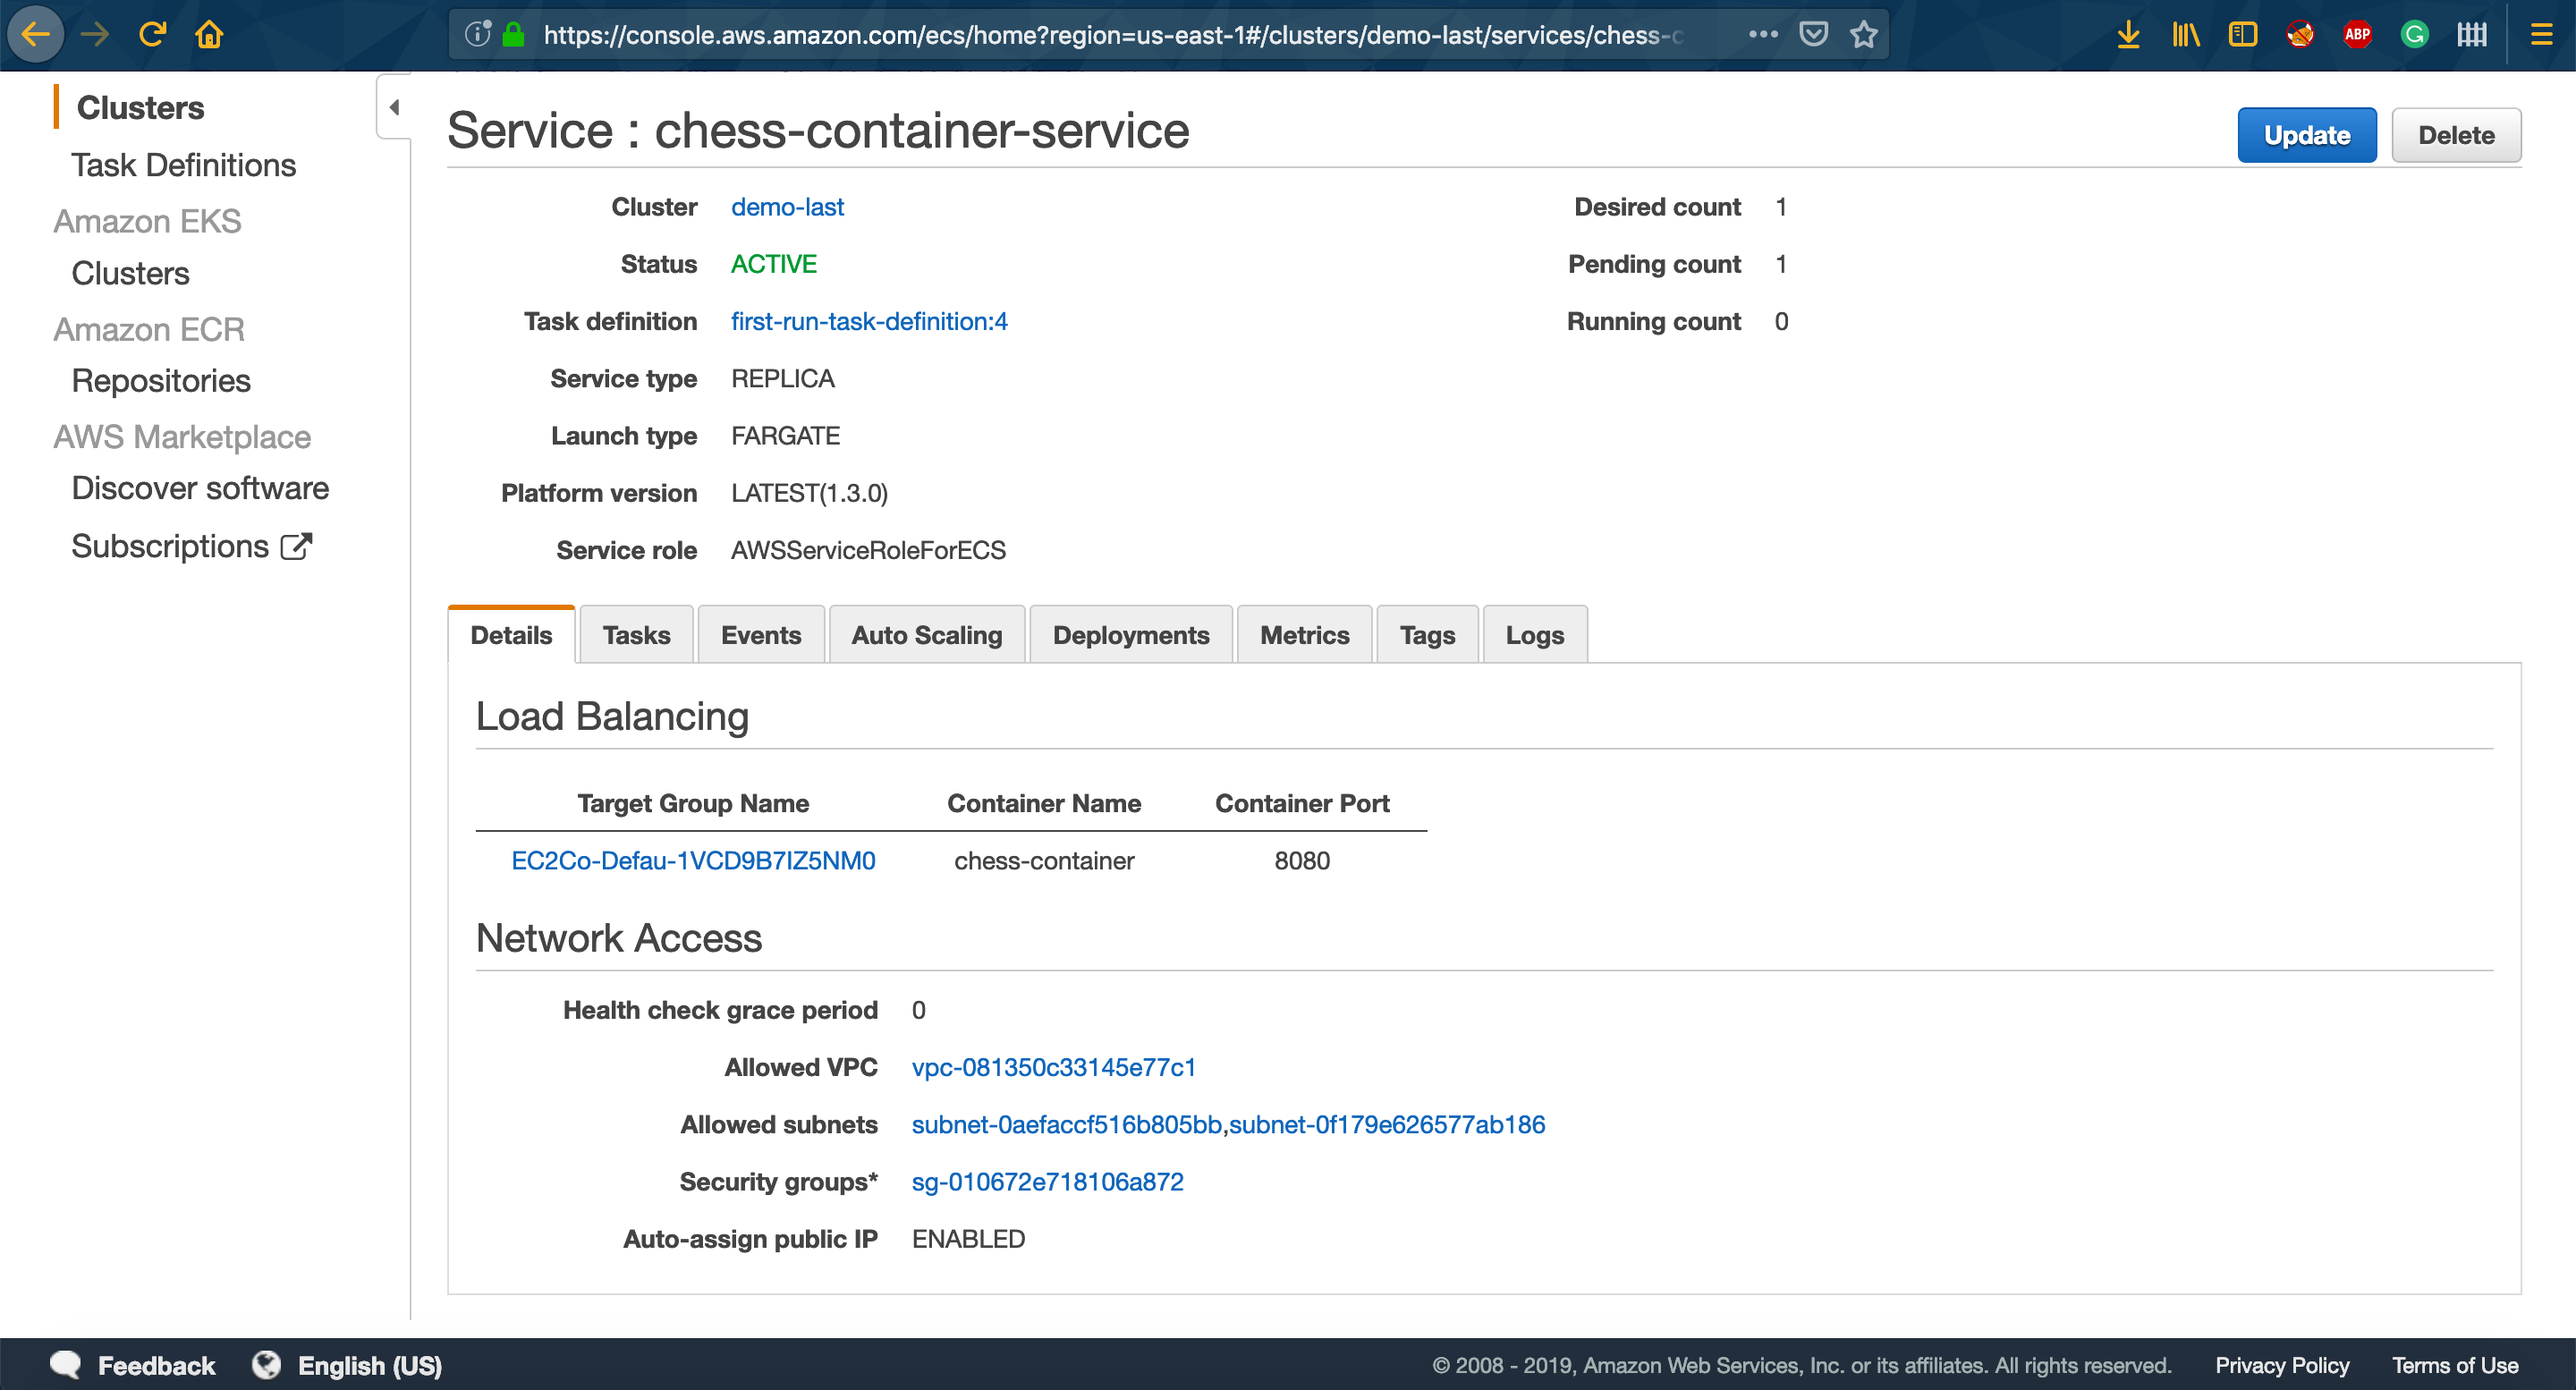 https://console.aws.amazon.com/ecs/home?region=us-east-1#/clusters/demo-last/services/chess-c
ABP
G
Clusters
Task Definitions
Amazon EKS
Clusters
Amazon ECR
Repositories
AWS Marketplace
Discover software
Subscriptions
Service : chess-container-service
Update
Delete
Cluster demo-last
Desired count 1
Status ACTIVE
Pending count 1
Task definition first-run-task-definition:4
Running count 0
Service type REPLICA
Launch type FARGATE
Platform version LATEST(1.3.0)
Service role AWSServiceRoleForECS
Details Tasks Events Auto Scaling Deployments Metrics Tags Logs
Load Balancing
Target Group Name Container Name Container Port
EC2Co-Defau-1VCD9B7IZ5NM0 chess-container 8080
Network Access
Health check grace period 0
Allowed VPC vpc-081350c33145e77c1
Allowed subnets subnet-0aefaccf516b805bb,subnet-0f179e626577ab186
Security groups* sg-010672e718106a872
Auto-assign public IP ENABLED
Feedback English (US)
© 2008 - 2019, Amazon Web Services, Inc. or its affiliates. All rights reserved. Privacy Policy Terms of Use